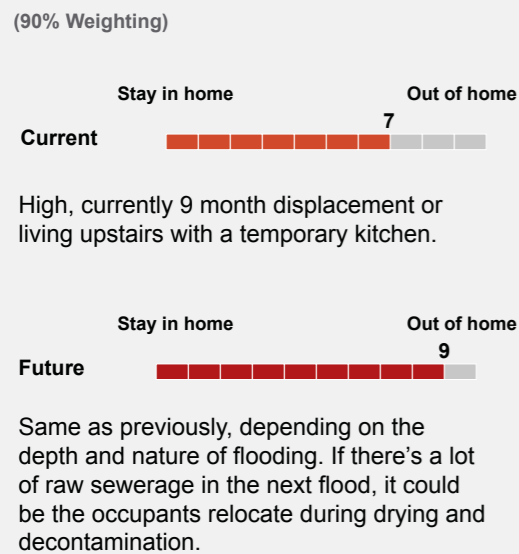 (90% Weighting)
Stay in home Out of home
7
Current
High, currently 9 month displacement or
living upstairs with a temporary kitchen.
Stay in home Out of home
9
Future
Same as previously, depending on the
depth and nature of flooding. If there’s a lot
of raw sewerage in the next flood, it could
be the occupants relocate during drying and
decontamination.